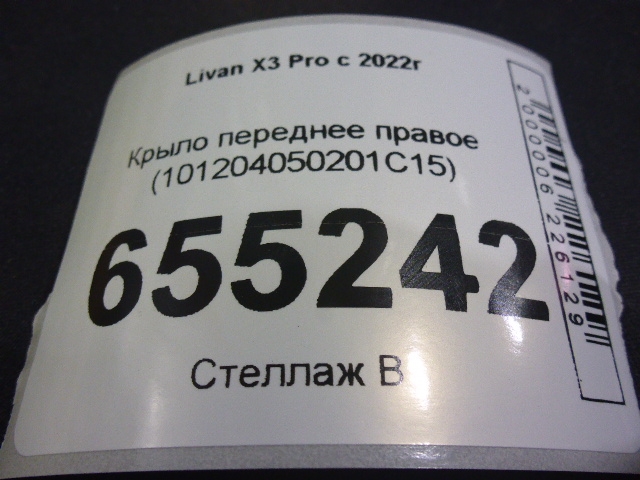 Livan X3 Pro с 2022г
Крыло переднее правое
(101204050201C15)
655242
Стеллаж В
2000006226129